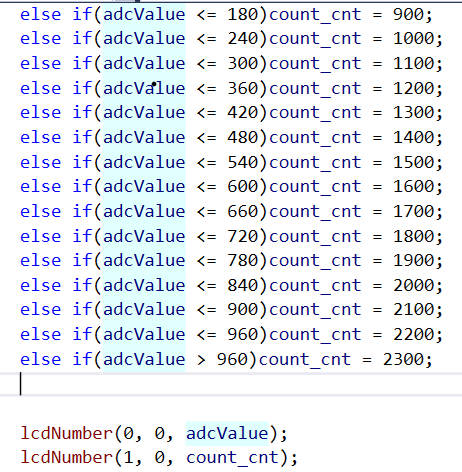 else if(adcValue <= 180)count_cnt = 900;
else if(adcValue <= 240)count_cnt = 1000;
else if(adcValue <= 300)count_cnt = 1100;
else if(adcValue <= 360)count_cnt = 1200;
else if(adcValue <= 420)count_cnt = 1300;
else if(adcValue <= 480)count_cnt = 1400;
else if(adcValue <= 540)count_cnt = 1500;
else if(adcValue <= 600)count_cnt = 1600;
else if(adcValue <= 660)count_cnt = 1700;
else if(adcValue <= 720)count_cnt = 1800;
else if(adcValue <= 780)count_cnt = 1900;
else if(adcValue <= 840)count_cnt = 2000;
else if(adcValue <= 900)count_cnt = 2100;
else if(adcValue <= 960)count_cnt = 2200;
else if(adcValue > 960)count_cnt = 2300;
lcdNumber(0, 0, adcValue);
lcdNumber(1, 0, count_cnt);